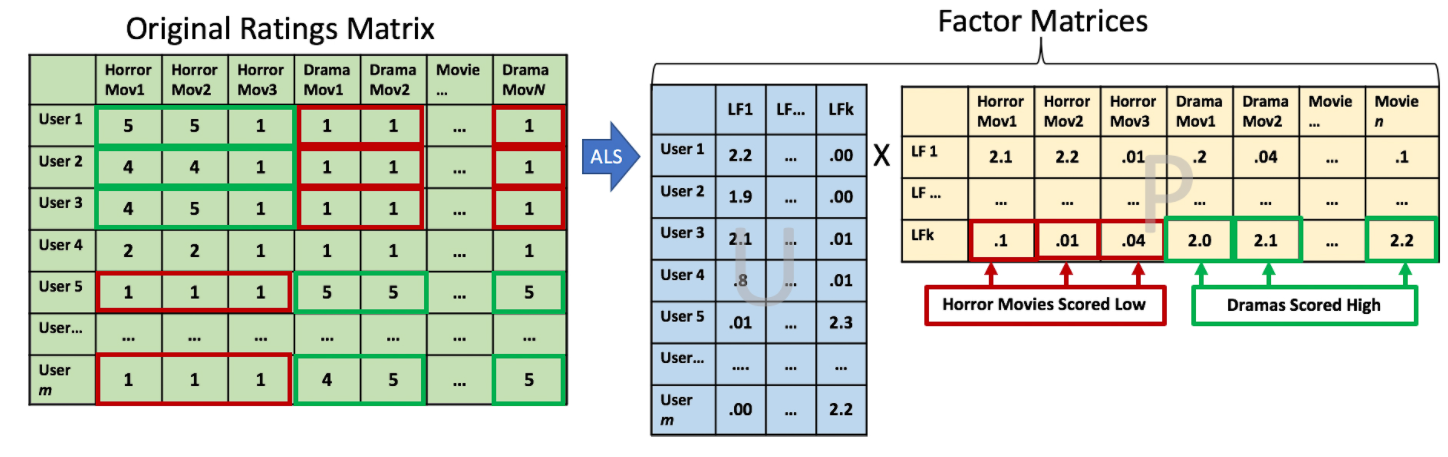 Original Ratings Matrix
Horror Mov1 Horror Mov2 Horror Mov3 Drama Mov1 Drama Mov2 Movie ... Drama MovN
User 1 5 5 1 1 1 ... 1
User 2 4 4 1 1 1 ... 1
User 3 4 5 1 1 1 ... 1
User 4 2 2 1 1 1 ... 1
User 5 1 1 1 5 5 ... 5
User... ... ... ... ... ... ... ...
User m 1 1 1 4 5 ... 5
ALS
Factor Matrices
LF1 LF... LFk
User 1 2.2 ... .00
User 2 1.9 ... .00
User 3 2.1 ... .01
User 4 .8 ... .01
User 5 .01 ... 2.3
User... .... ... ...
User m .00 ... 2.2
U
X
Horror Mov1 Horror Mov2 Horror Mov3 Drama Mov1 Drama Mov2 Movie ... Movie n
LF 1 2.1 2.2 .01 .2 .04 ... .1
LF ... ... ... ... ... ... ... ...
LFk .1 .01 .04 2.0 2.1 ... 2.2
P
Horror Movies Scored Low
Dramas Scored High